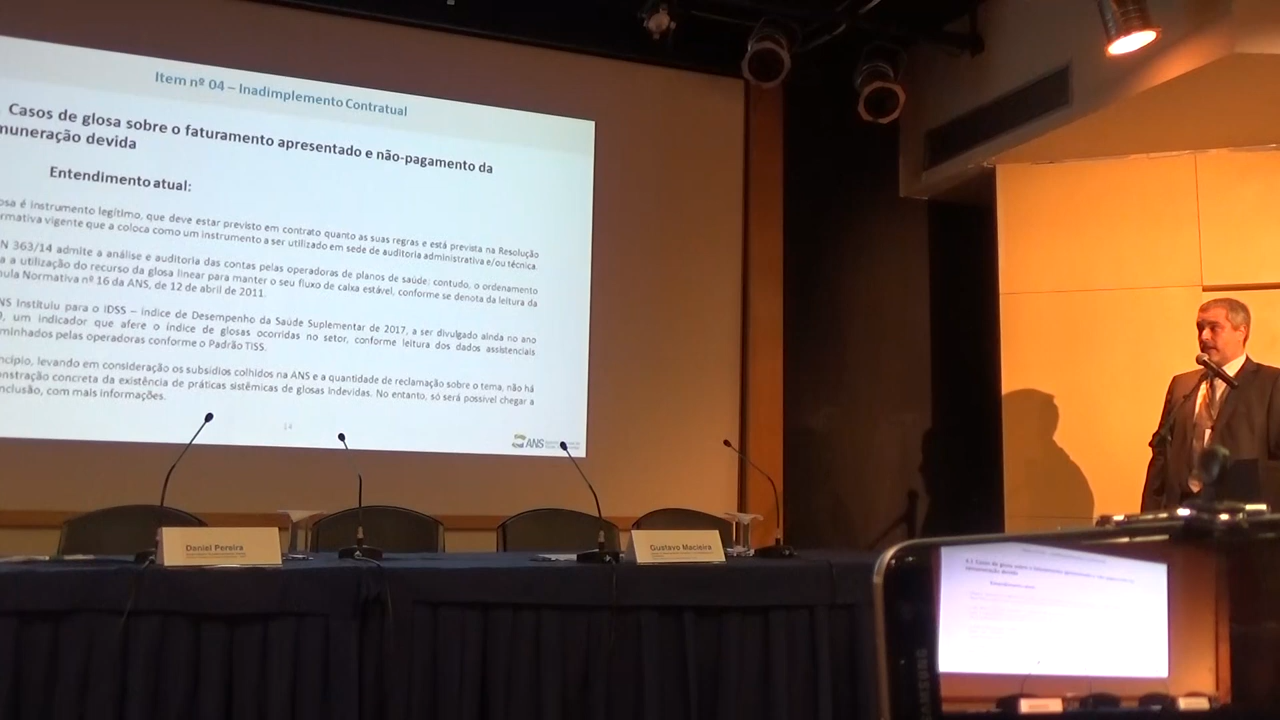 Item nº 04 – Inadimplemento Contratual
Casos de glosa sobre o faturamento apresentado e não-pagamento da
muneração devida
Entendimento atual:
osa é instrumento legítimo, que deve estar previsto em contrato quanto as suas regras e está prevista na Resolução
rmativa vigente que a coloca como um instrumento a ser utilizado em sede de auditoria administrativa e/ou técnica.
N 363/14 admite a análise e auditoria das contas pelas operadoras de planos de saúde; contudo, o ordenamento
a a utilização do recurso da glosa linear para manter o seu fluxo de caixa estável, conforme se denota da leitura da
ula Normativa nº 16 da ANS, de 12 de abril de 2011.
NS Instituiu para o IDSS – índice de Desempenho da Saúde Suplementar de 2017, a ser divulgado ainda no ano
), um indicador que afere o índice de glosas ocorridas no setor, conforme leitura dos dados assistenciais
minhados pelas operadoras conforme o Padrão TISS.
ncípio, levando em consideração os subsídios colhidos na ANS e a quantidade de reclamação sobre o tema, não há
onstração concreta da existência de práticas sistêmicas de glosas indevidas. No entanto, só será possível chegar a
nclusão, com mais informações.
14
ANS
Daniel Pereira
Gustavo Macieira
SAMSUNG